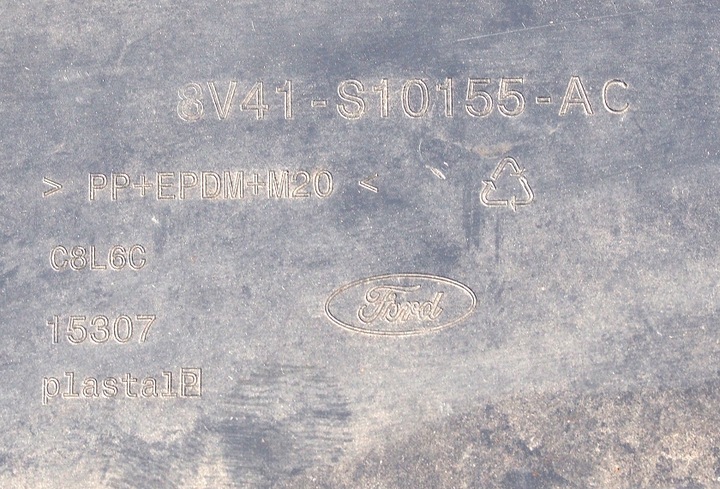 8V41-S10155-AC
> PP+EPDM+M20 <
C8L6C
Ford
15307
plastal P